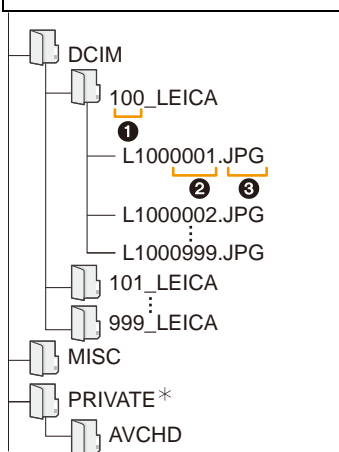 DCIM
100_LEICA
❶
L1000001.JPG
❷ ❸
L1000002.JPG
L1000999.JPG
101_LEICA
999_LEICA
MISC
PRIVATE*
AVCHD